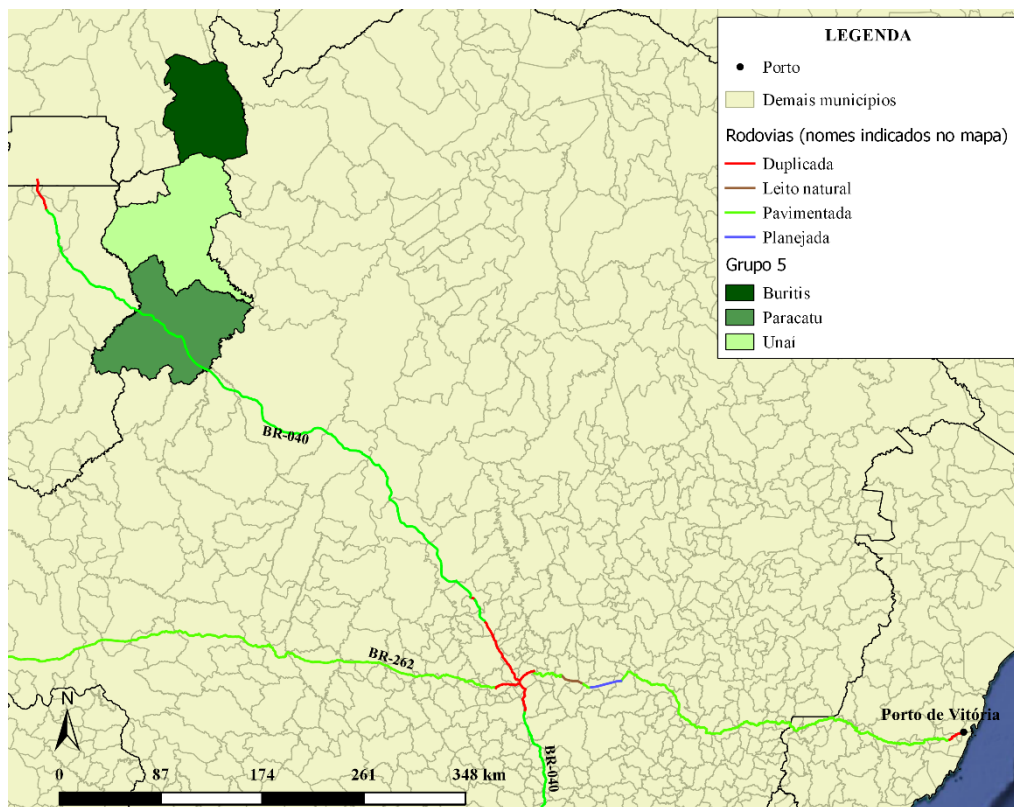 LEGENDA
Porto
Demais municípios
Rodovias (nomes indicados no mapa)
Duplicada
Leito natural
Pavimentada
Planejada
Grupo 5
Buritis
Paracatu
Unaí
BR-040
BR-262
Porto de Vitória
N
BR-040
0 87 174 261 348 km